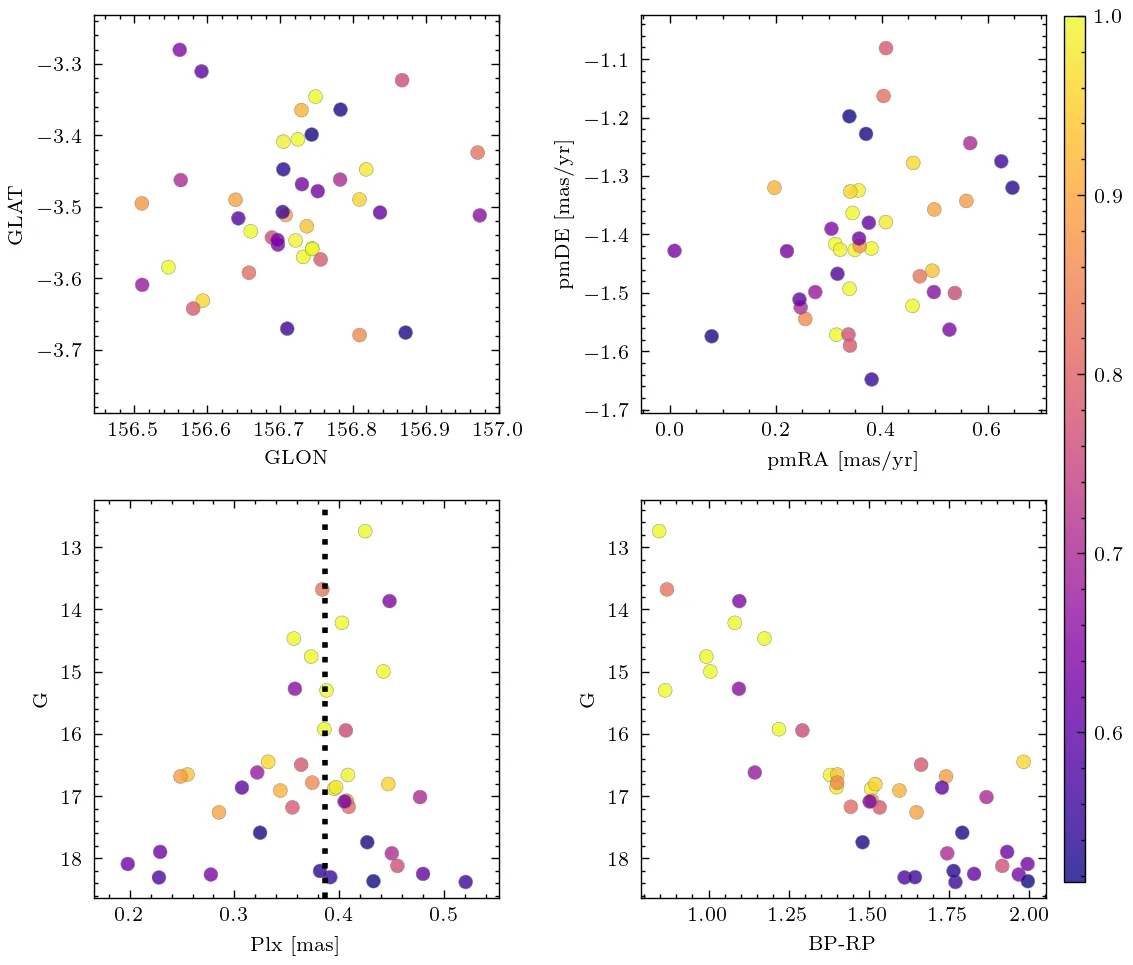 −3.3
−3.4
−3.5
−3.6
−3.7
GLAT
156.5 156.6 156.7 156.8 156.9 157.0
GLON
−1.1
−1.2
−1.3
−1.4
−1.5
−1.6
−1.7
pmDE [mas/yr]
0.0 0.2 0.4 0.6
pmRA [mas/yr]
1.0
0.9
0.8
0.7
0.6
13
14
15
16
17
18
G
0.2 0.3 0.4 0.5
Plx [mas]
13
14
15
16
17
18
G
1.00 1.25 1.50 1.75 2.00
BP-RP